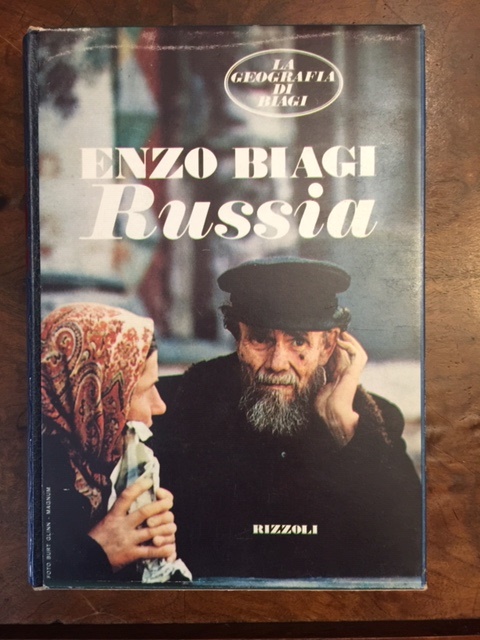 LA
GEOGRAFIA
DI
BIAGI
ENZO BIAGI
Russia
RIZZOLI
FOTO BURT GLINN - MAGNUM